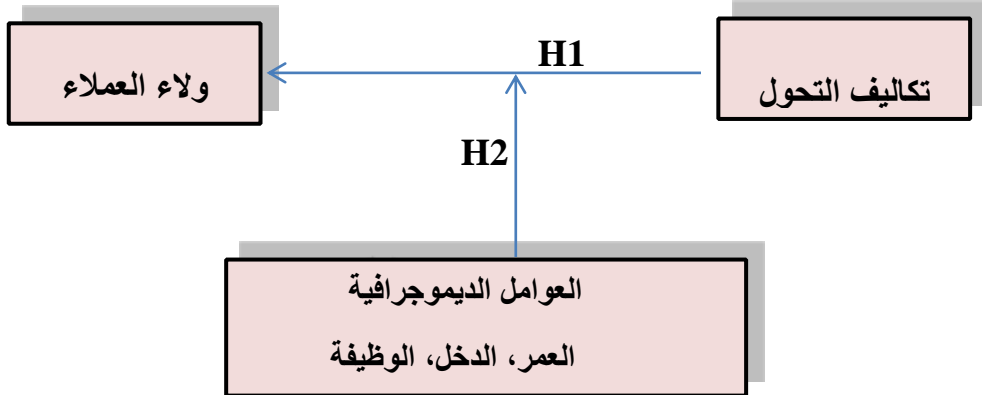 تكاليف التحول
H1
ولاء العملاء
H2
العوامل الديموجرافية
العمر، الدخل، الوظيفة